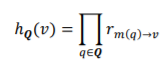 h_Q(v) = ∏_{q∈Q} r_{m(q)→v}